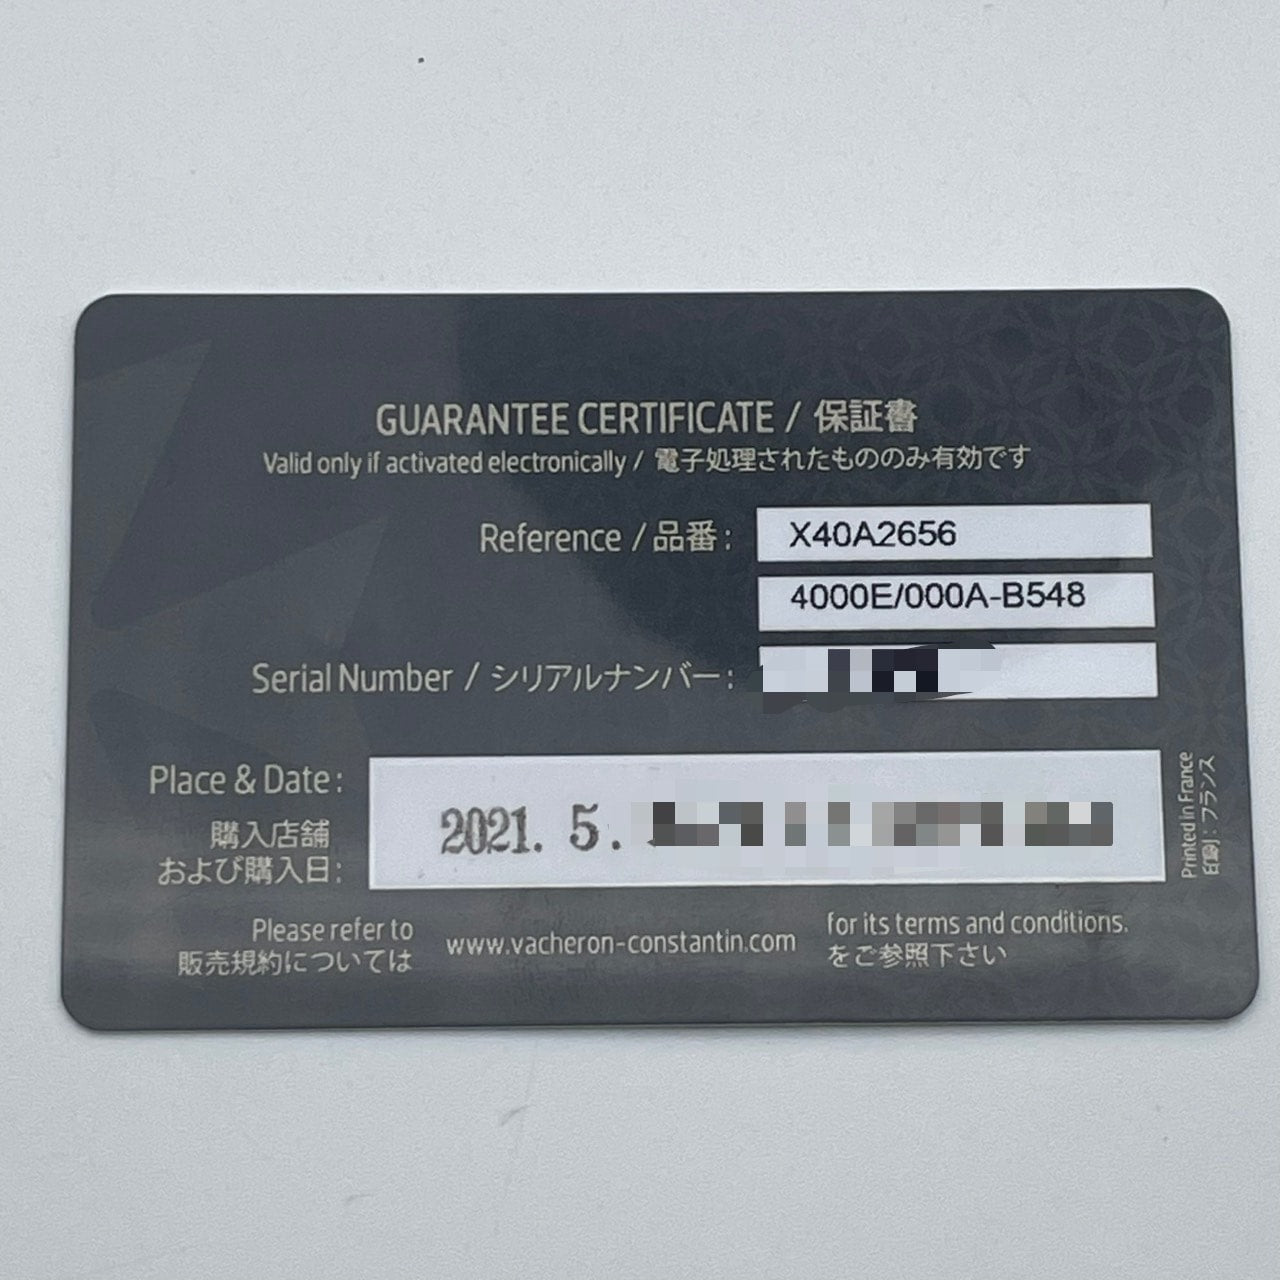 GUARANTEE CERTIFICATE / 保証書
Valid only if activated electronically / 電子処理されたもののみ有効です
Reference / 品番: X40A2656
4000E/000A-B548
Serial Number / シリアルナンバー:
Place & Date: 2021. 5.
購入店舗
および購入日:
Please refer to www.vacheron-constantin.com for its terms and conditions.
販売規約については をご参照下さい
Printed in France
印刷: フランス